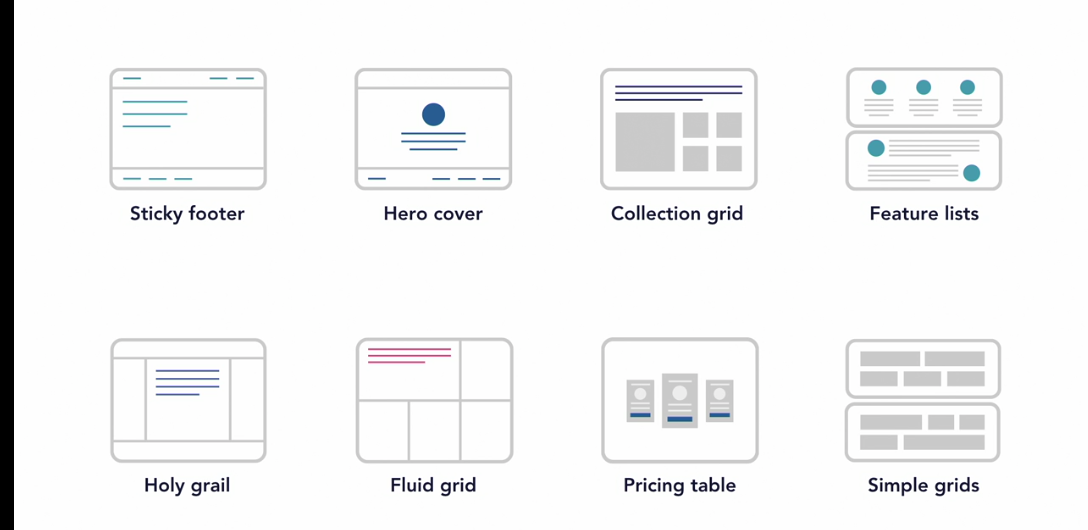 Sticky footer
Hero cover
Collection grid
Feature lists
Holy grail
Fluid grid
Pricing table
Simple grids